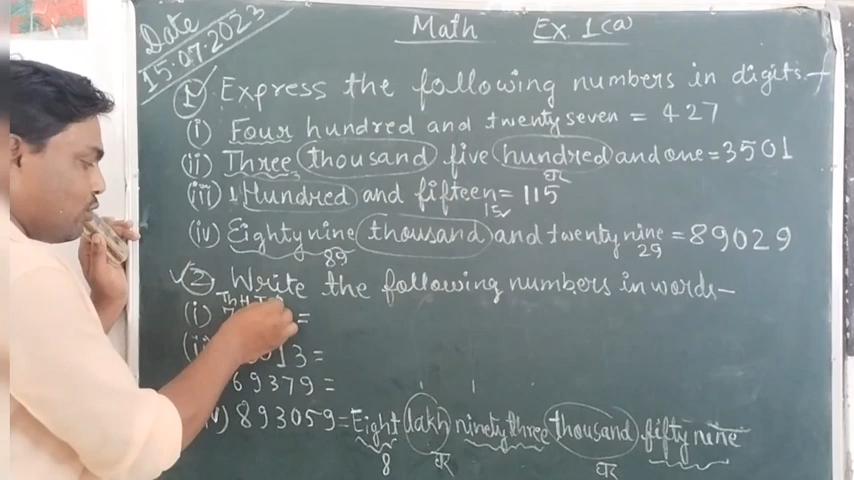 Date
15.07.2023
Math Ex. 1(a)
1. Express the following numbers in digits-
(i) Four hundred and twenty seven = 427
(ii) Three thousand five hundred and one = 3501
(iii) 1 Hundred and fifteen = 115
15
(iv) Eighty nine thousand and twenty nine = 89029
89 29
2. Write the following numbers in words-
Th H T
(i) =
13 =
69379 =
893059 = Eight lakh ninety three thousand fifty nine
8